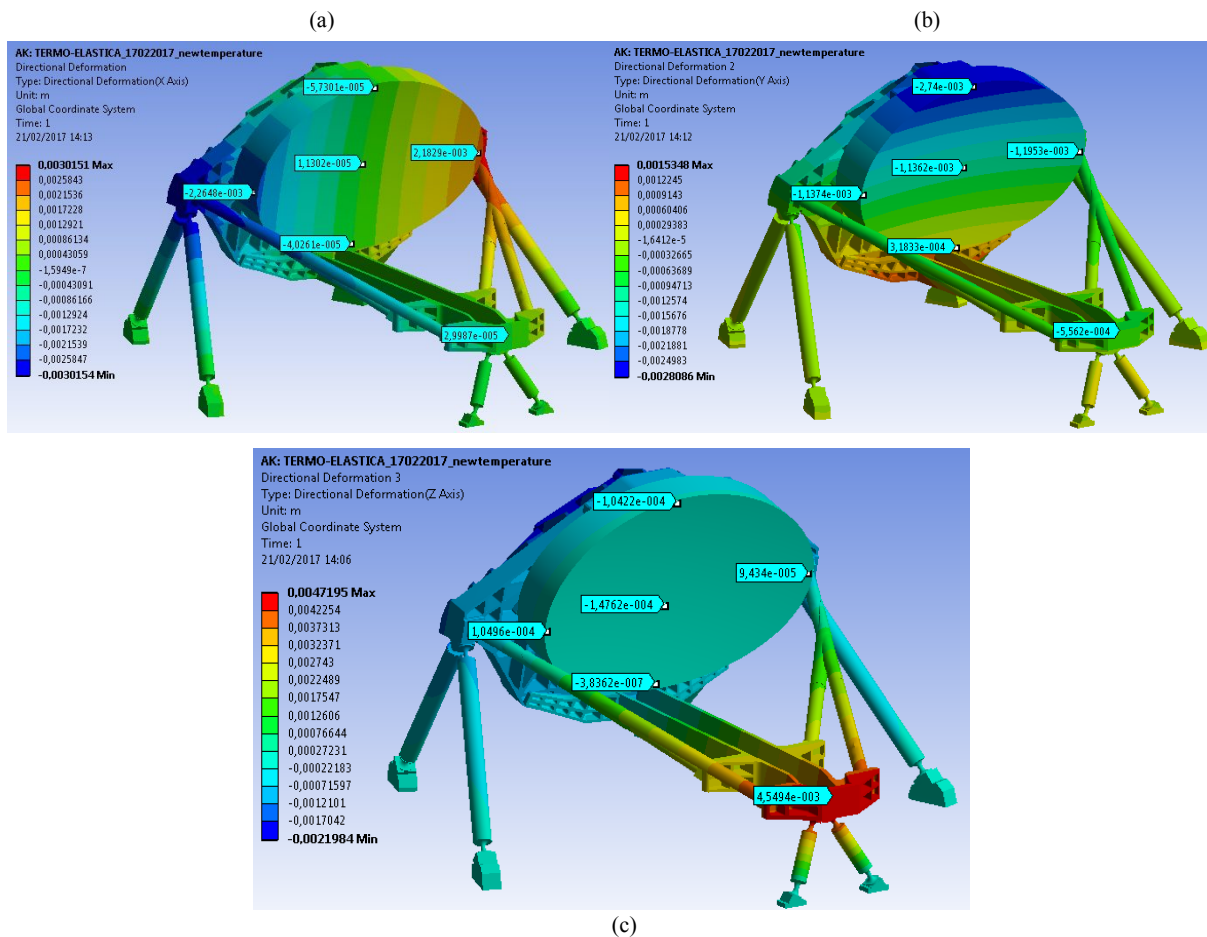 (a)
(b)
AK: TERMO-ELASTICA_17022017_newtemperature
Directional Deformation
Type: Directional Deformation(X Axis)
Unit: m
Global Coordinate System
Time: 1
21/02/2017 14:13
0,0030151 Max
0,0025843
0,0021536
0,0017228
0,0012921
0,00086134
0,00043059
-1,5949e-7
-0,00043091
-0,00086166
-0,0012924
-0,0017232
-0,0021539
-0,0025847
-0,0030154 Min
-5,7301e-005
2,1829e-003
1,1302e-005
-2,2648e-003
-4,0261e-005
2,9987e-005
AK: TERMO-ELASTICA_17022017_newtemperature
Directional Deformation 2
Type: Directional Deformation(Y Axis)
Unit: m
Global Coordinate System
Time: 1
21/02/2017 14:12
0,0015348 Max
0,0012245
0,0009143
0,00060406
0,00029383
-1,6412e-5
-0,00032665
-0,00063689
-0,00094713
-0,0012574
-0,0015676
-0,0018778
-0,0021881
-0,0024983
-0,0028086 Min
-2,74e-003
-1,1953e-003
-1,1362e-003
-1,1374e-003
3,1833e-004
-5,562e-004
AK: TERMO-ELASTICA_17022017_newtemperature
Directional Deformation 3
Type: Directional Deformation(Z Axis)
Unit: m
Global Coordinate System
Time: 1
21/02/2017 14:06
0,0047195 Max
0,0042254
0,0037313
0,0032371
0,002743
0,0022489
0,0017547
0,0012606
0,00076644
0,00027231
-0,00022183
-0,00071597
-0,0012101
-0,0017042
-0,0021984 Min
-1,0422e-004
9,434e-005
-1,4762e-004
1,0496e-004
-3,8362e-007
4,5494e-003
(c)